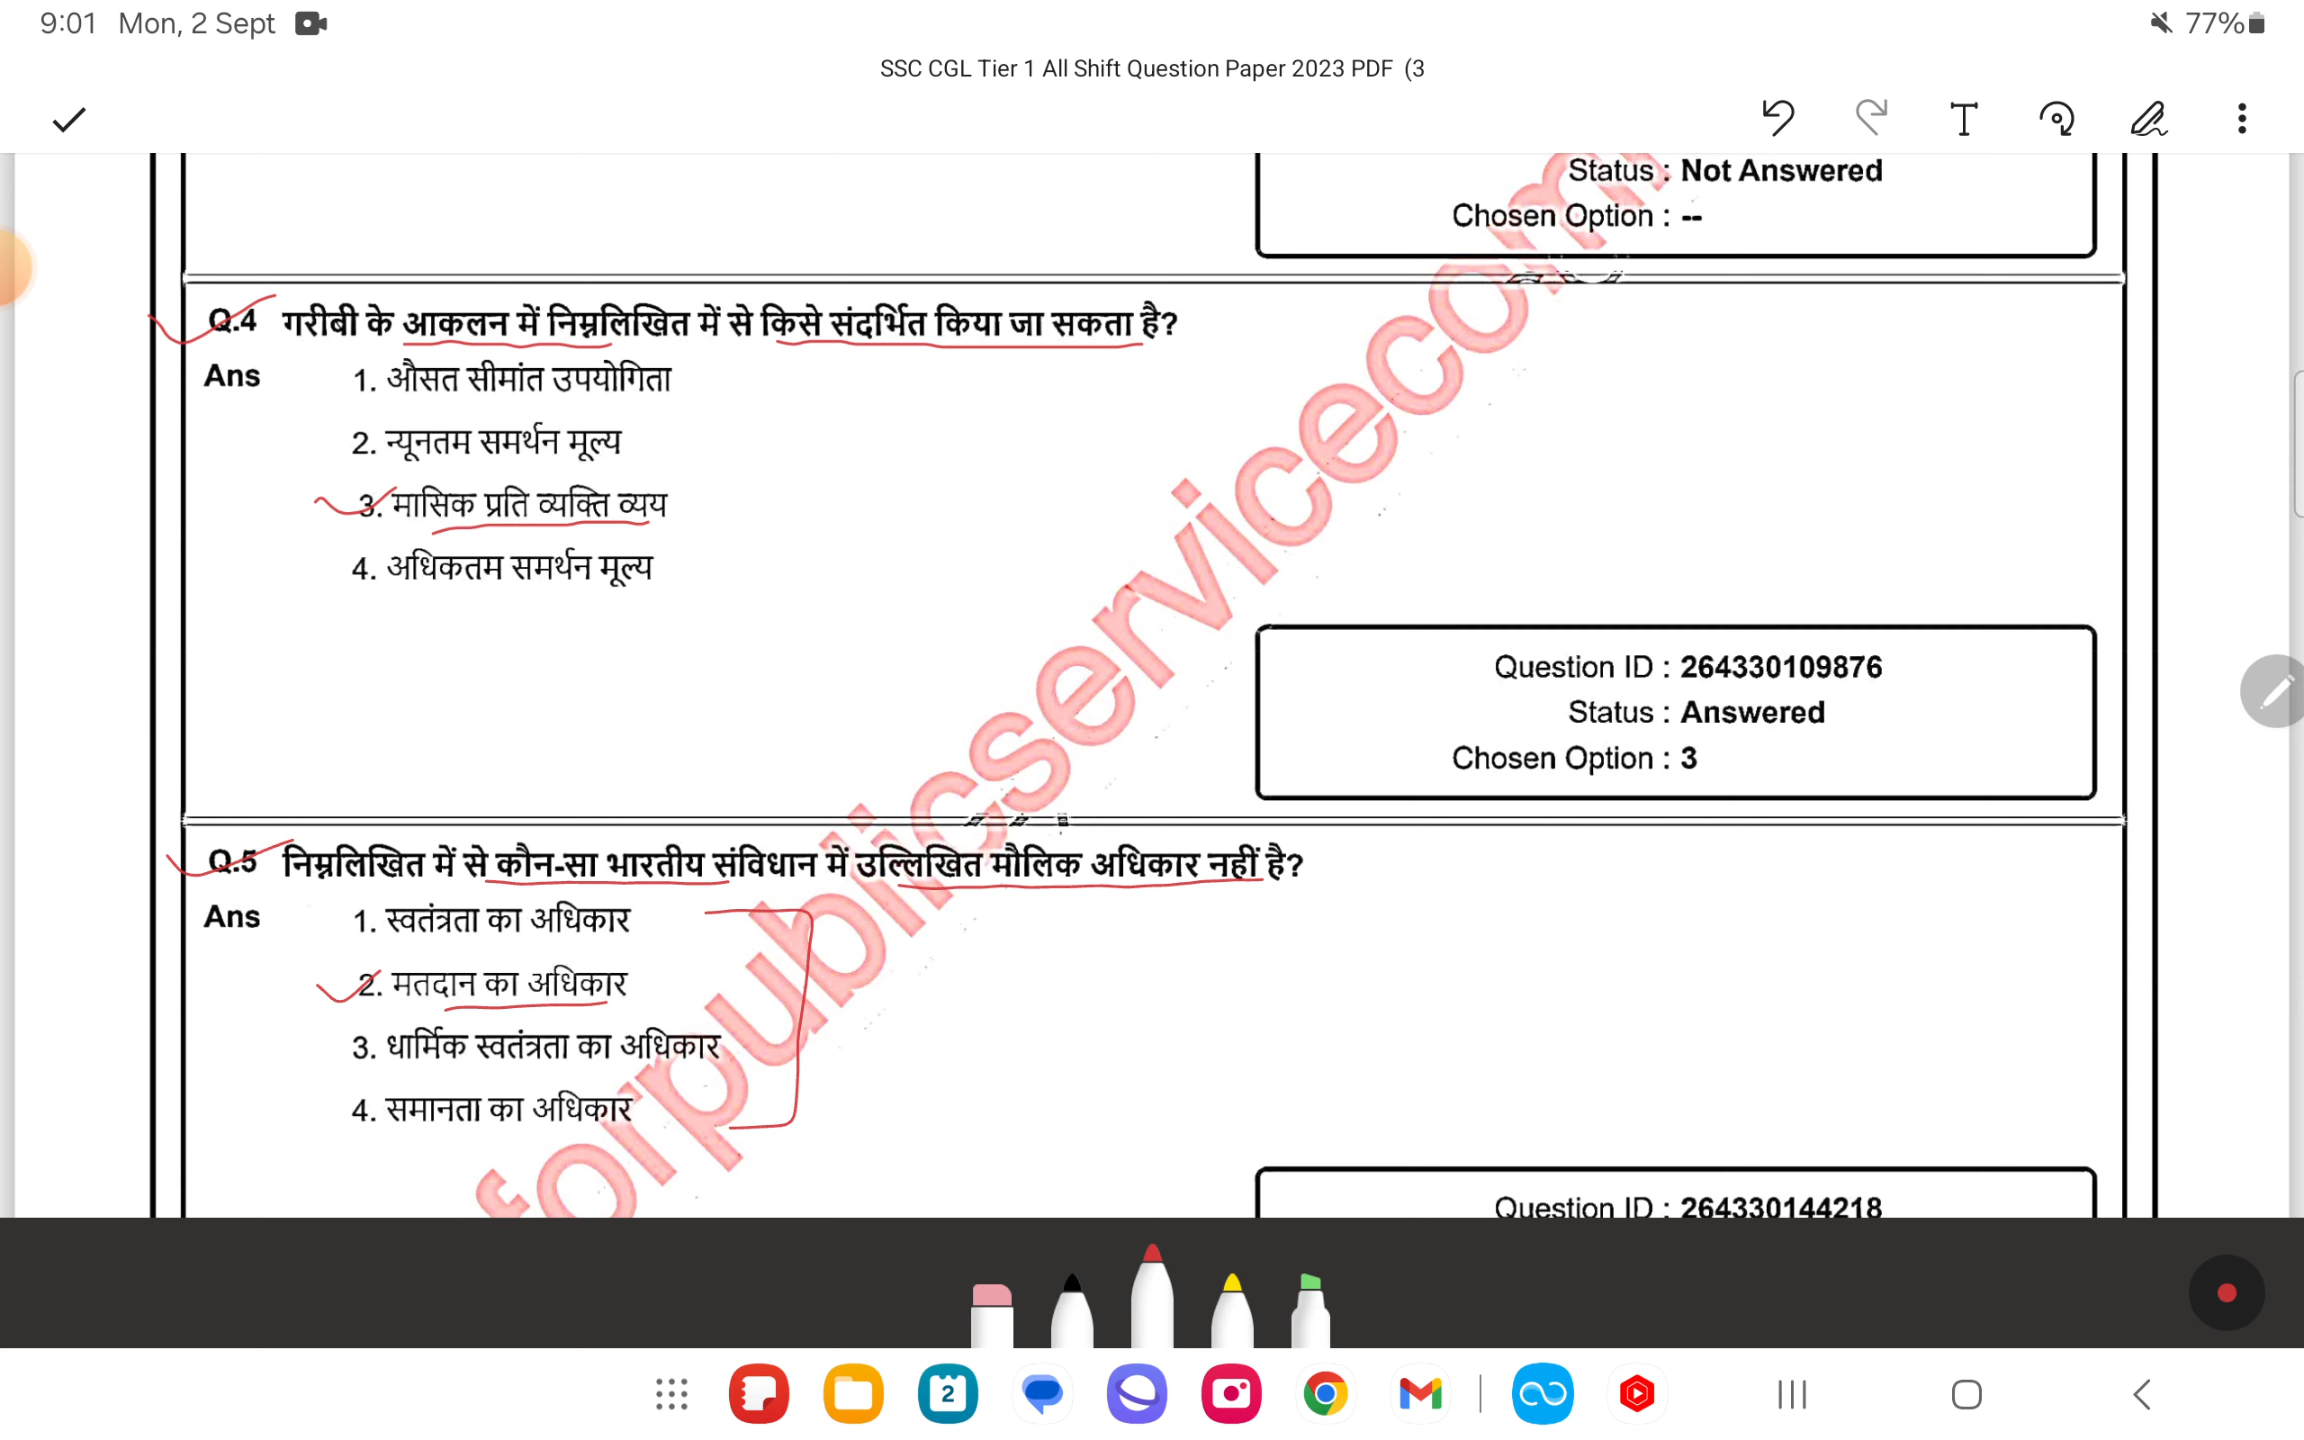 9:01 Mon, 2 Sept
77%
SSC CGL Tier 1 All Shift Question Paper 2023 PDF (3
Status : Not Answered
Chosen Option : --
Q.4 गरीबी के आकलन में निम्नलिखित में से किसे संदर्भित किया जा सकता है?
Ans 1. औसत सीमांत उपयोगिता
2. न्यूनतम समर्थन मूल्य
3. मासिक प्रति व्यक्ति व्यय
4. अधिकतम समर्थन मूल्य
Question ID : 264330109876
Status : Answered
Chosen Option : 3
Q.5 निम्नलिखित में से कौन-सा भारतीय संविधान में उल्लिखित मौलिक अधिकार नहीं है?
Ans 1. स्वतंत्रता का अधिकार
2. मतदान का अधिकार
3. धार्मिक स्वतंत्रता का अधिकार
4. समानता का अधिकार
Question ID : 264330144218
forpublicservicecom
2